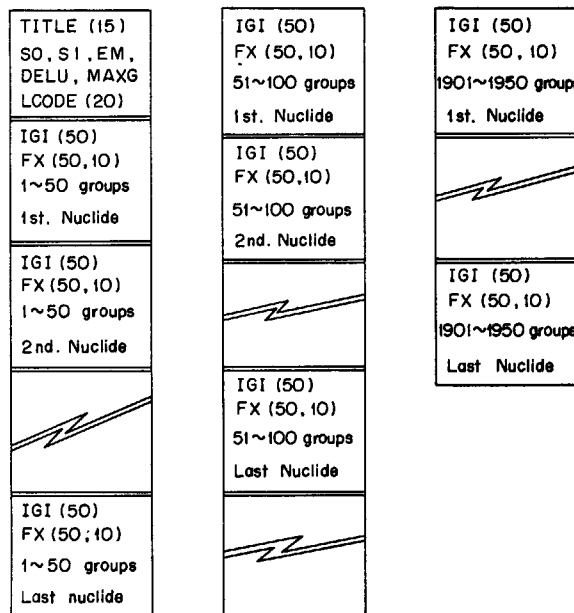 TITLE (15)
S0, S1, EM,
DELU, MAXG
LCODE (20)
IGI (50)
FX (50,10)
1~50 groups
1st. Nuclide
IGI (50)
FX (50,10)
1~50 groups
2nd. Nuclide
IGI (50)
FX (50,10)
1~50 groups
Last nuclide
IGI (50)
FX (50,10)
51~100 groups
1st. Nuclide
IGI (50)
FX (50,10)
51~100 groups
2nd. Nuclide
IGI (50)
FX (50,10)
51~100 groups
Last Nuclide
IGI (50)
FX (50,10)
1901~1950 groups
1st. Nuclide
IGI (50)
FX (50,10)
1901~1950 groups
Last Nuclide